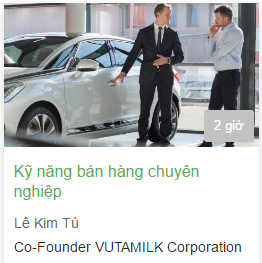 2 giờ
Kỹ năng bán hàng chuyên
nghiệp
Lê Kim Tú
Co-Founder VUTAMILK Corporation